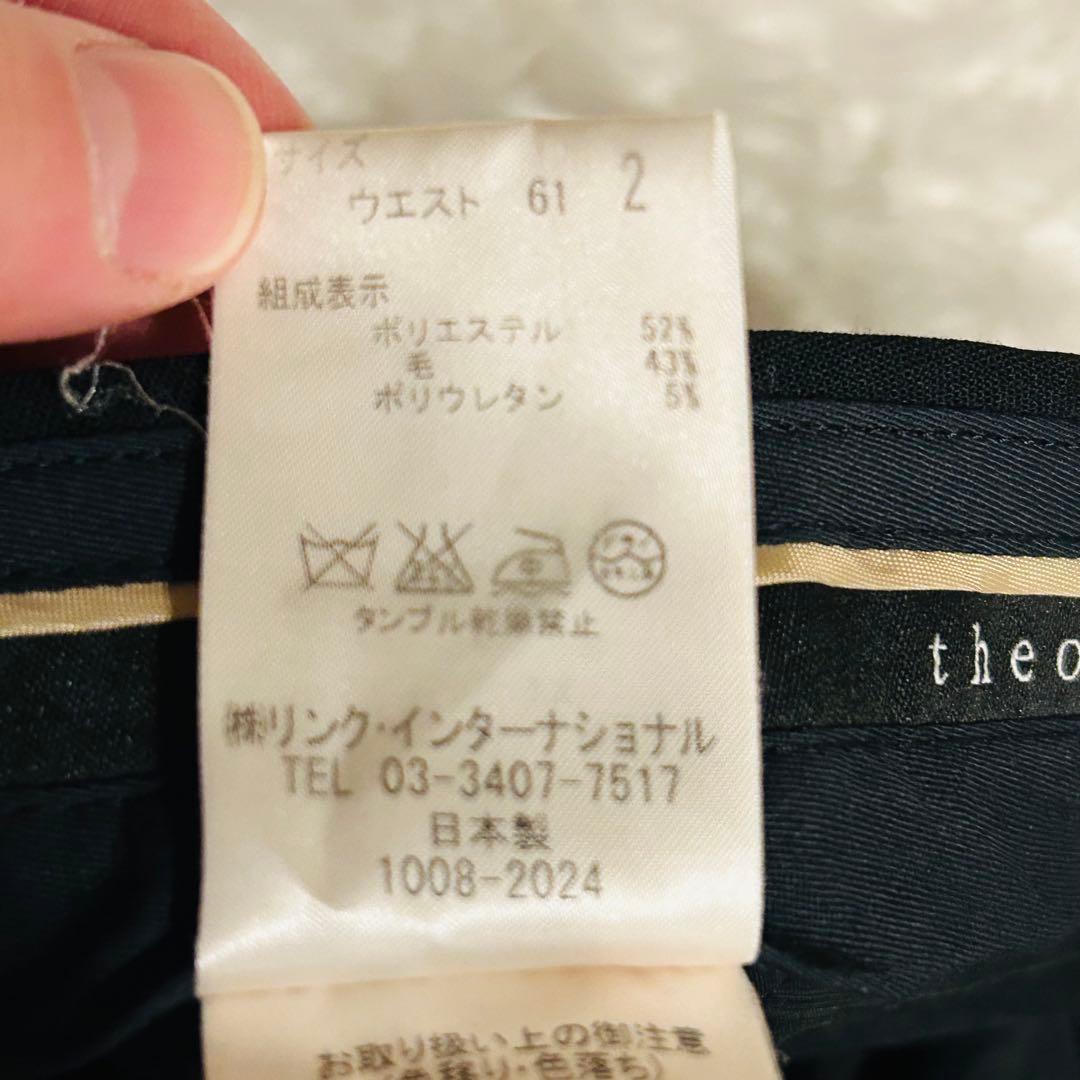 サイズ
ウエスト 61 2
組成表示
ポリエステル 52%
毛 43%
ポリウレタン 5%
タンブル乾燥禁止
㈱リンク・インターナショナル
TEL 03-3407-7517
日本製
1008-2024
theo
お取り扱い上の御注意
色落ち